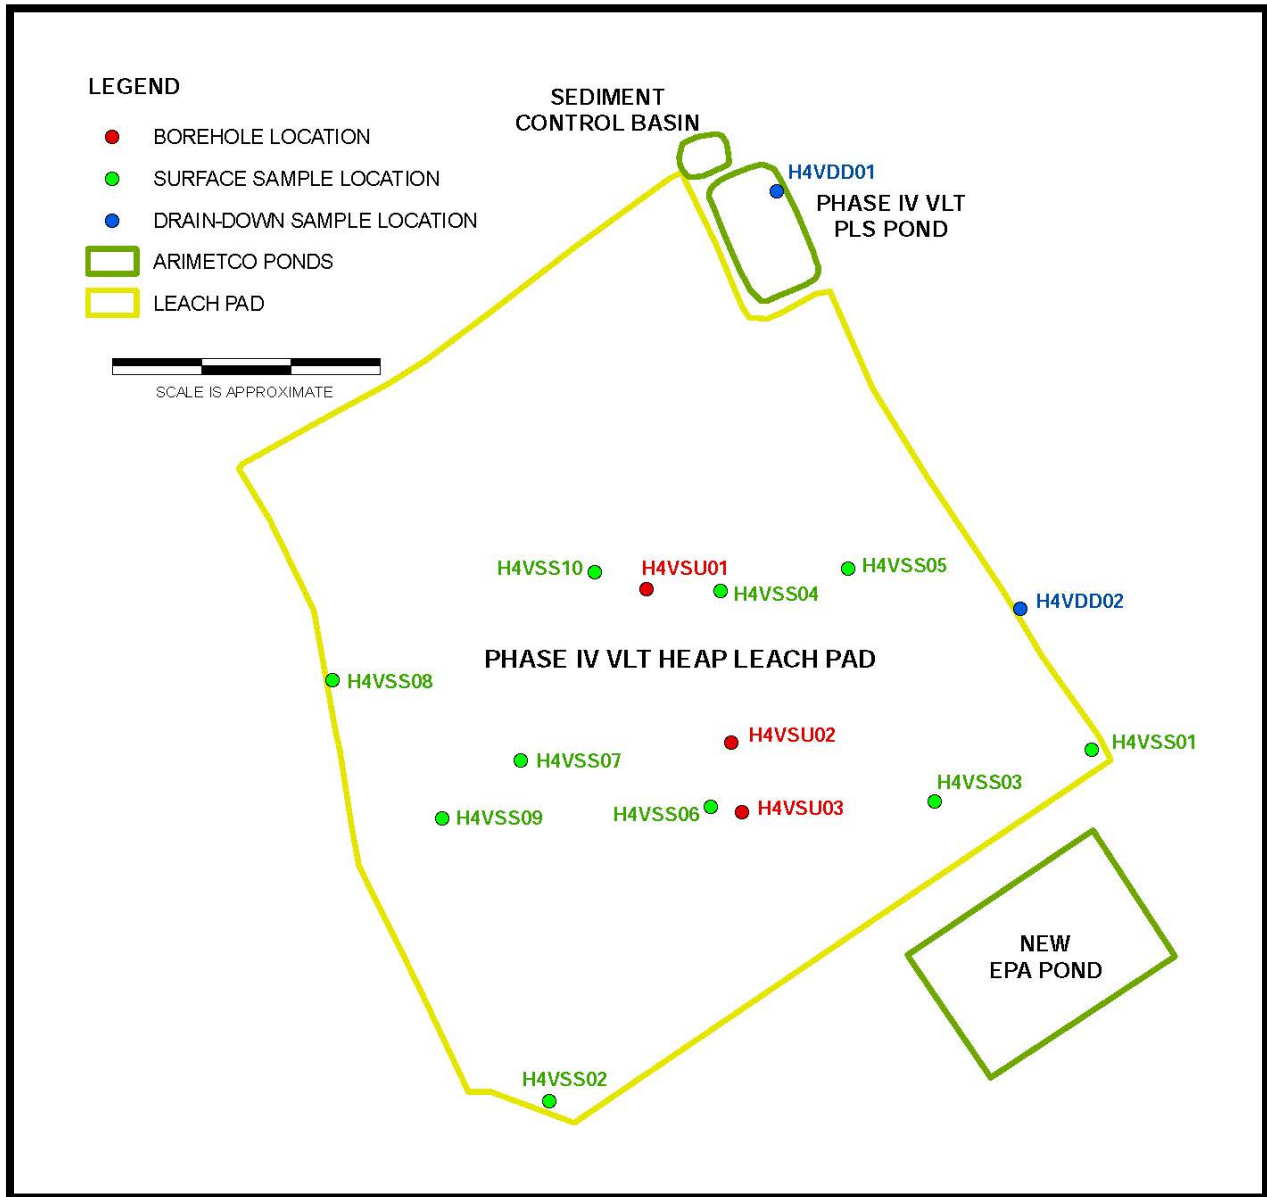 LEGEND
BOREHOLE LOCATION
SURFACE SAMPLE LOCATION
DRAIN-DOWN SAMPLE LOCATION
ARIMETCO PONDS
LEACH PAD
SCALE IS APPROXIMATE
SEDIMENT
CONTROL BASIN
H4VDD01
PHASE IV VLT
PLS POND
H4VSS10
H4VSU01
H4VSS04
H4VSS05
H4VDD02
PHASE IV VLT HEAP LEACH PAD
H4VSS08
H4VSU02
H4VSS01
H4VSS07
H4VSS03
H4VSS09
H4VSS06
H4VSU03
NEW
EPA POND
H4VSS02